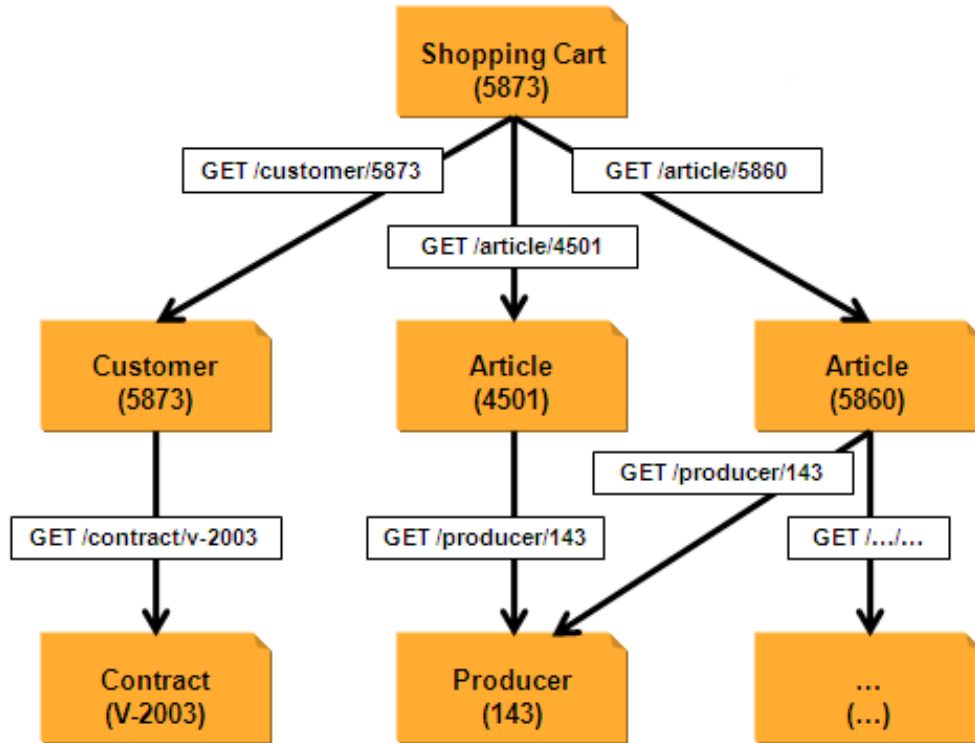 Shopping Cart
(5873)
GET /customer/5873
GET /article/5860
GET /article/4501
Customer
(5873)
Article
(4501)
Article
(5860)
GET /producer/143
GET /contract/v-2003
GET /producer/143
GET /.../...
Contract
(V-2003)
Producer
(143)
...
(...)